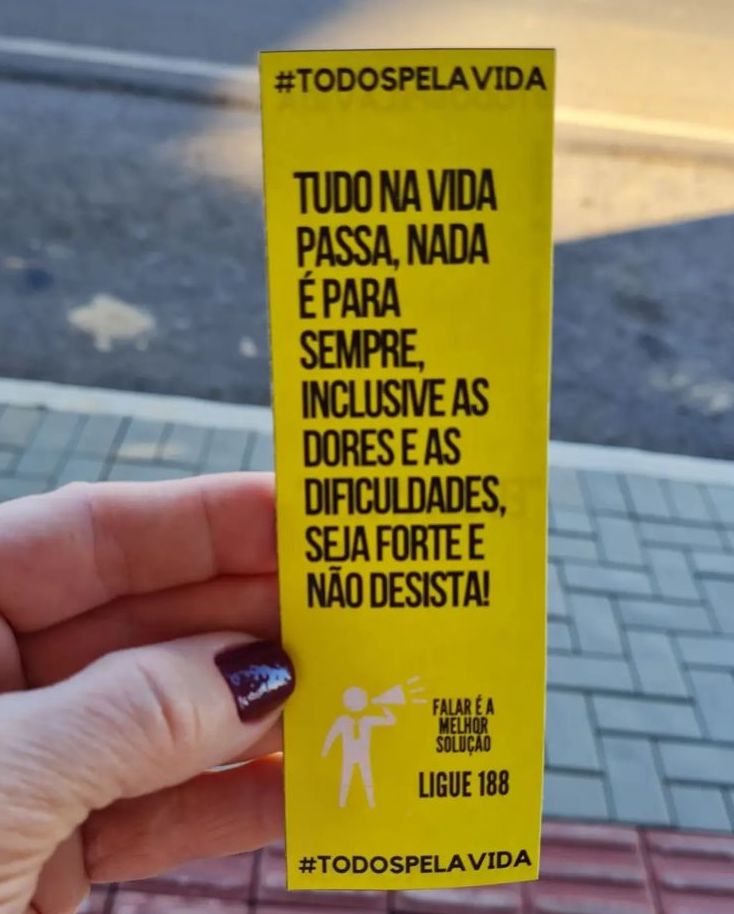 #TODOSPELAVIDA
TUDO NA VIDA
PASSA, NADA
É PARA
SEMPRE,
INCLUSIVE AS
DORES E AS
DIFICULDADES,
SEJA FORTE E
NÃO DESISTA!
FALAR É A
MELHOR
SOLUÇÃO
LIGUE 188
#TODOSPELAVIDA